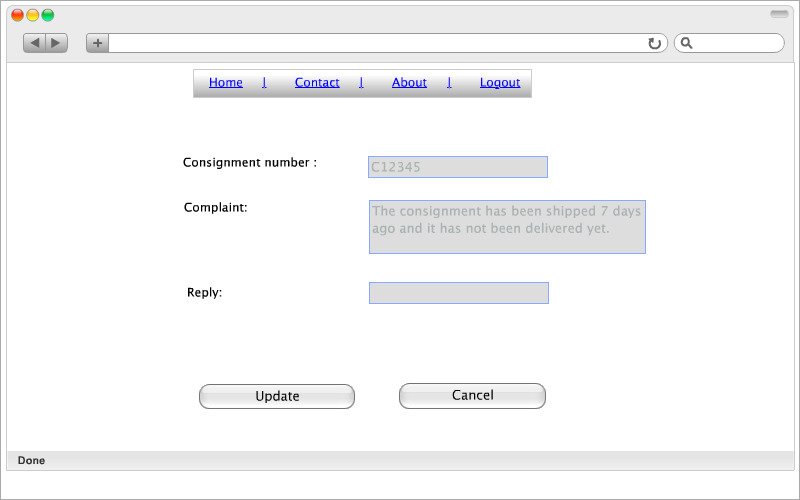 Home | Contact | About | Logout
Consignment number : C12345
Complaint: The consignment has been shipped 7 days
ago and it has not been delivered yet.
Reply:
Update Cancel
Done